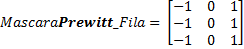 MascaraPrewitt_Fila = [ -1 0 1
-1 0 1
-1 0 1 ]